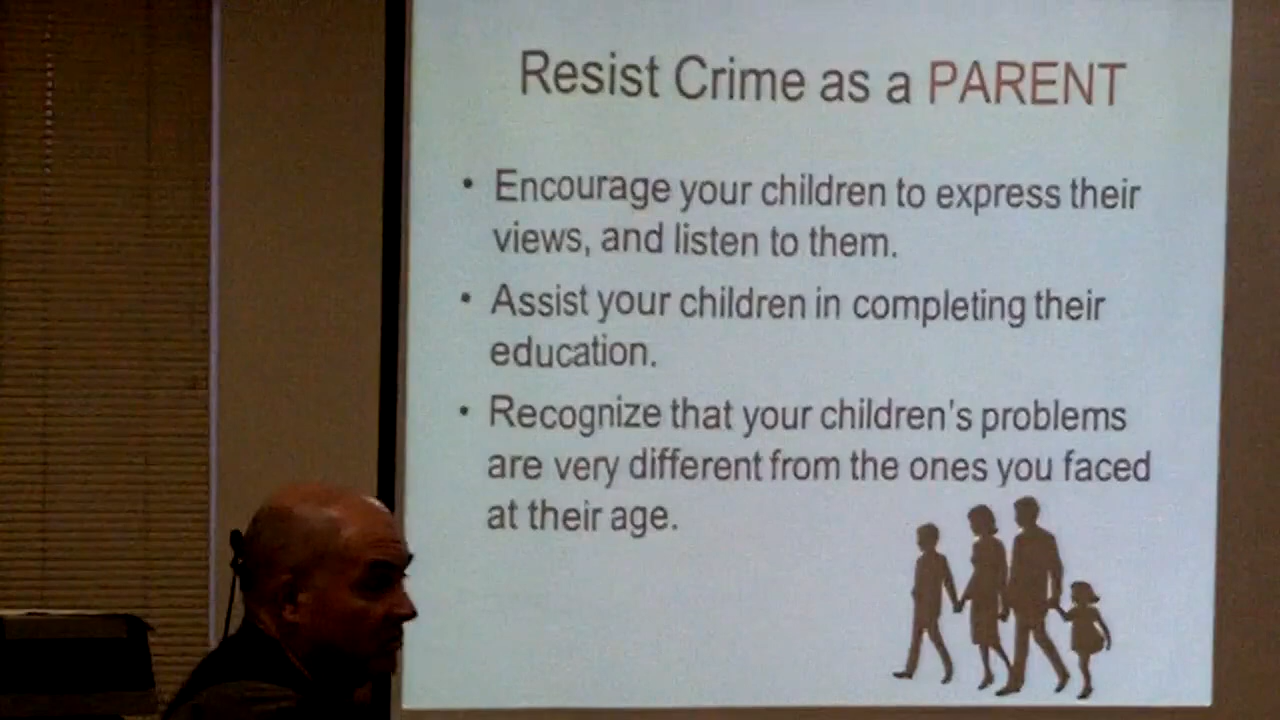 Resist Crime as a PARENT
• Encourage your children to express their
views, and listen to them.
• Assist your children in completing their
education.
• Recognize that your children's problems
are very different from the ones you faced
at their age.